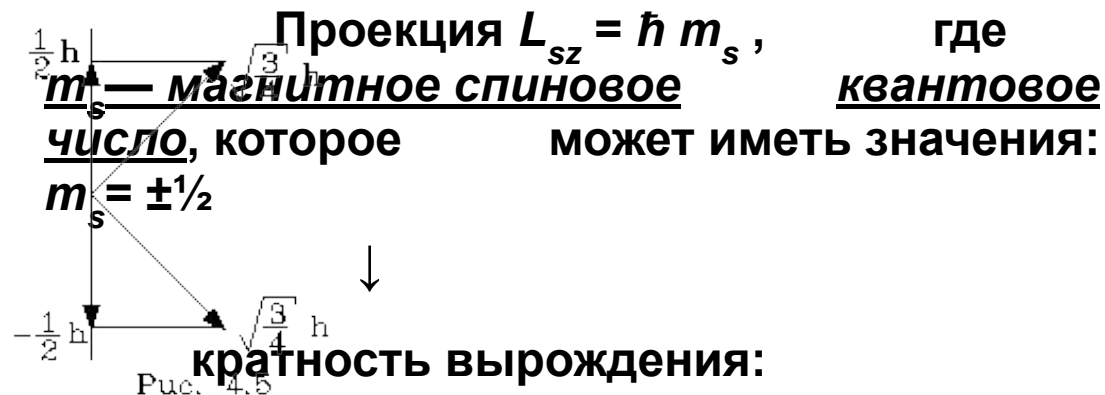 Проекция L_sz = ħ m_s , где
m_s — магнитное спиновое квантовое
число, которое может иметь значения:
m_s = ±½
↓
кратность вырождения:
1/2 h
√(3/4) h
-1/2 h
√(3/4) h
Рис. 4.5